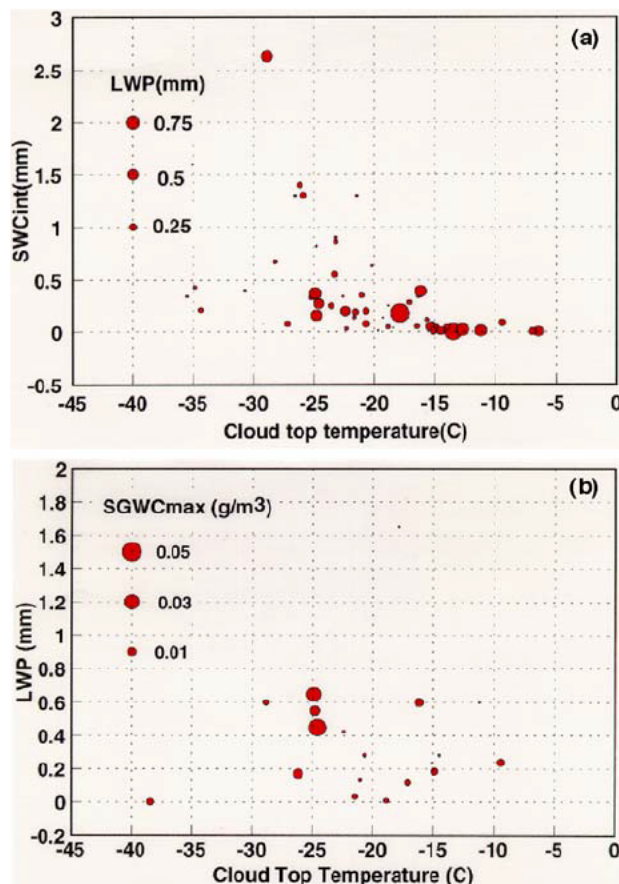 (a)
3
2.5
2
1.5
1
0.5
0
-0.5
SWCint(mm)
LWP(mm)
0.75
0.5
0.25
-45 -40 -35 -30 -25 -20 -15 -10 -5 0
Cloud top temperature(C)
(b)
2
1.8
1.6
1.4
1.2
1
0.8
0.6
0.4
0.2
0
-0.2
LWP (mm)
SGWCmax (g/m3)
0.05
0.03
0.01
-45 -40 -35 -30 -25 -20 -15 -10 -5 0
Cloud Top Temperature (C)